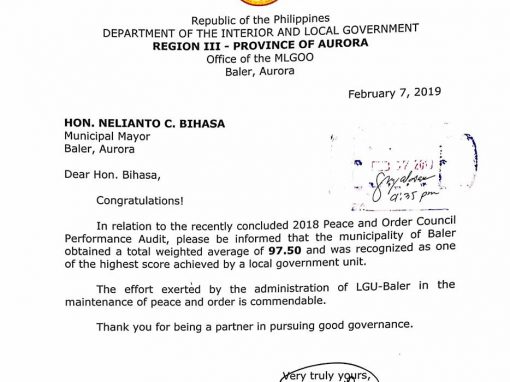 Republic of the Philippines
DEPARTMENT OF THE INTERIOR AND LOCAL GOVERNMENT
REGION III - PROVINCE OF AURORA
Office of the MLGOO
Baler, Aurora
February 7, 2019
HON. NELIANTO C. BIHASA
Municipal Mayor
Baler, Aurora
Dear Hon. Bihasa,
Congratulations!
9:35 pm
In relation to the recently concluded 2018 Peace and Order Council
Performance Audit, please be informed that the municipality of Baler
obtained a total weighted average of 97.50 and was recognized as one
of the highest score achieved by a local government unit.
The effort exerted by the administration of LGU-Baler in the
maintenance of peace and order is commendable.
Thank you for being a partner in pursuing good governance.
Very truly yours,